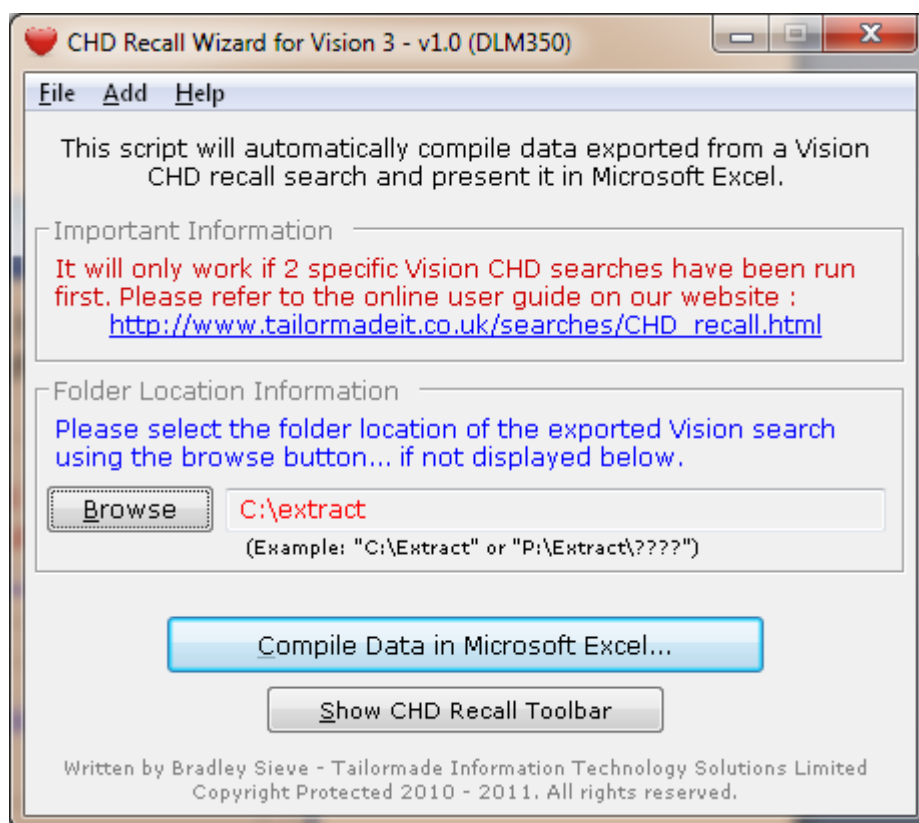 CHD Recall Wizard for Vision 3 - v1.0 (DLM350)
File Add Help
This script will automatically compile data exported from a Vision
CHD recall search and present it in Microsoft Excel.
Important Information
It will only work if 2 specific Vision CHD searches have been run
first. Please refer to the online user guide on our website :
http://www.tailormadeit.co.uk/searches/CHD_recall.html
Folder Location Information
Please select the folder location of the exported Vision search
using the browse button... if not displayed below.
Browse C:\extract
(Example: "C:\Extract" or "P:\Extract\????")
Compile Data in Microsoft Excel...
Show CHD Recall Toolbar
Written by Bradley Sieve - Tailormade Information Technology Solutions Limited
Copyright Protected 2010 - 2011. All rights reserved.